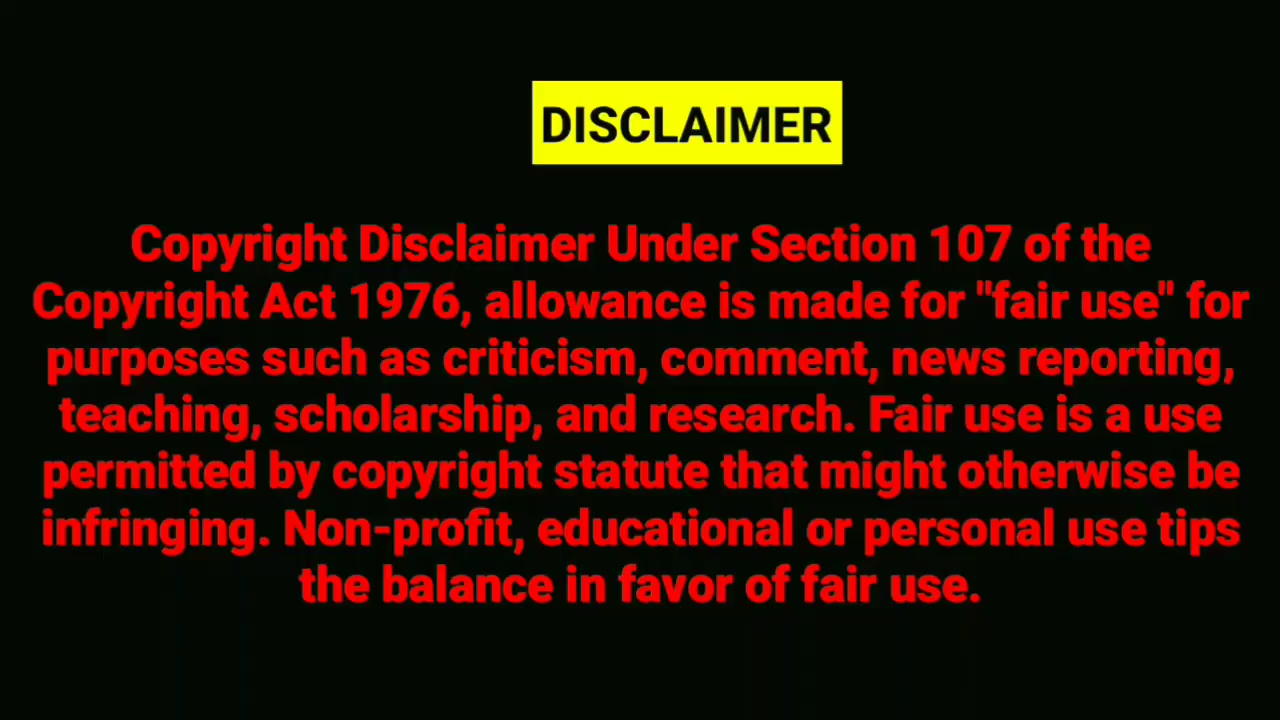 DISCLAIMER
Copyright Disclaimer Under Section 107 of the
Copyright Act 1976, allowance is made for "fair use" for
purposes such as criticism, comment, news reporting,
teaching, scholarship, and research. Fair use is a use
permitted by copyright statute that might otherwise be
infringing. Non-profit, educational or personal use tips
the balance in favor of fair use.